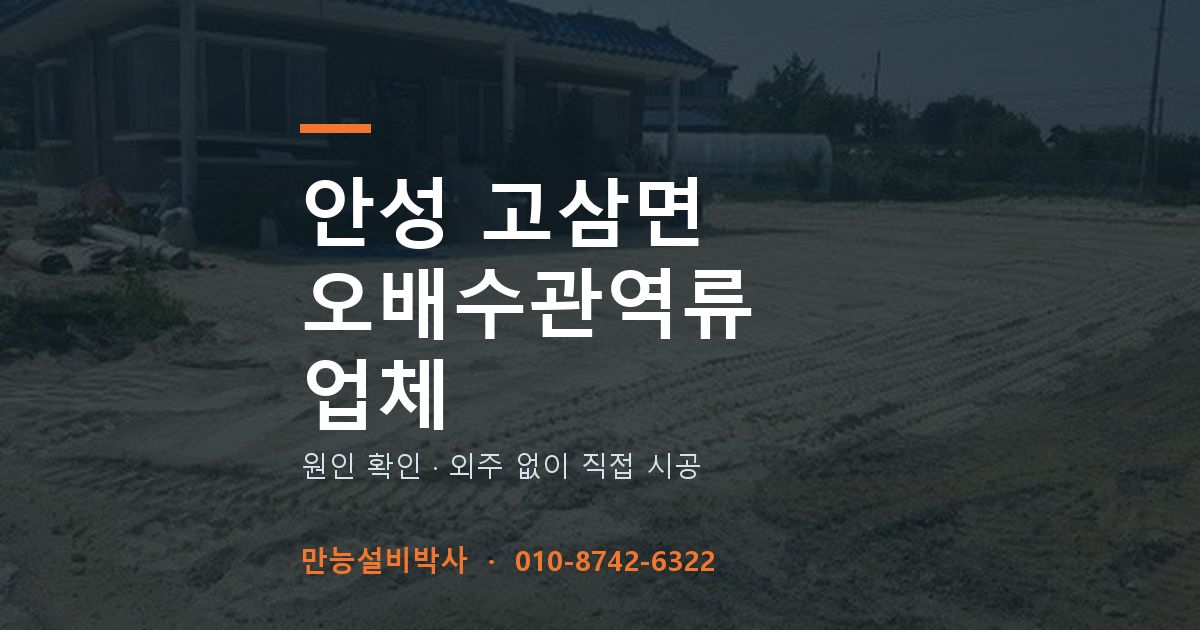 안성 고삼면
오배수관역류
업체
원인 확인 · 외주 없이 직접 시공
만능설비박사 · 010-8742-6322